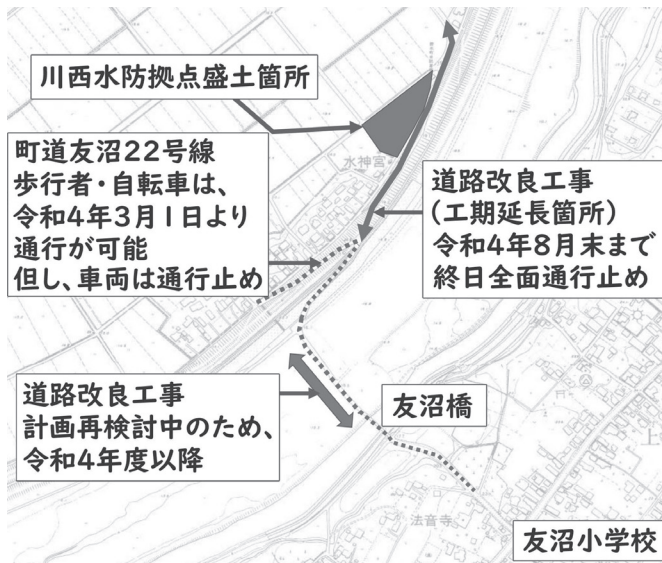 川西水防拠点盛土箇所
町道友沼22号線
歩行者・自転車は、
令和4年3月1日より
通行が可能
但し、車両は通行止め
水神宮
道路改良工事
(工期延長箇所)
令和4年8月末まで
終日全面通行止め
道路改良工事
計画再検討中のため、
令和4年度以降
友沼橋
上
法音寺
友沼小学校